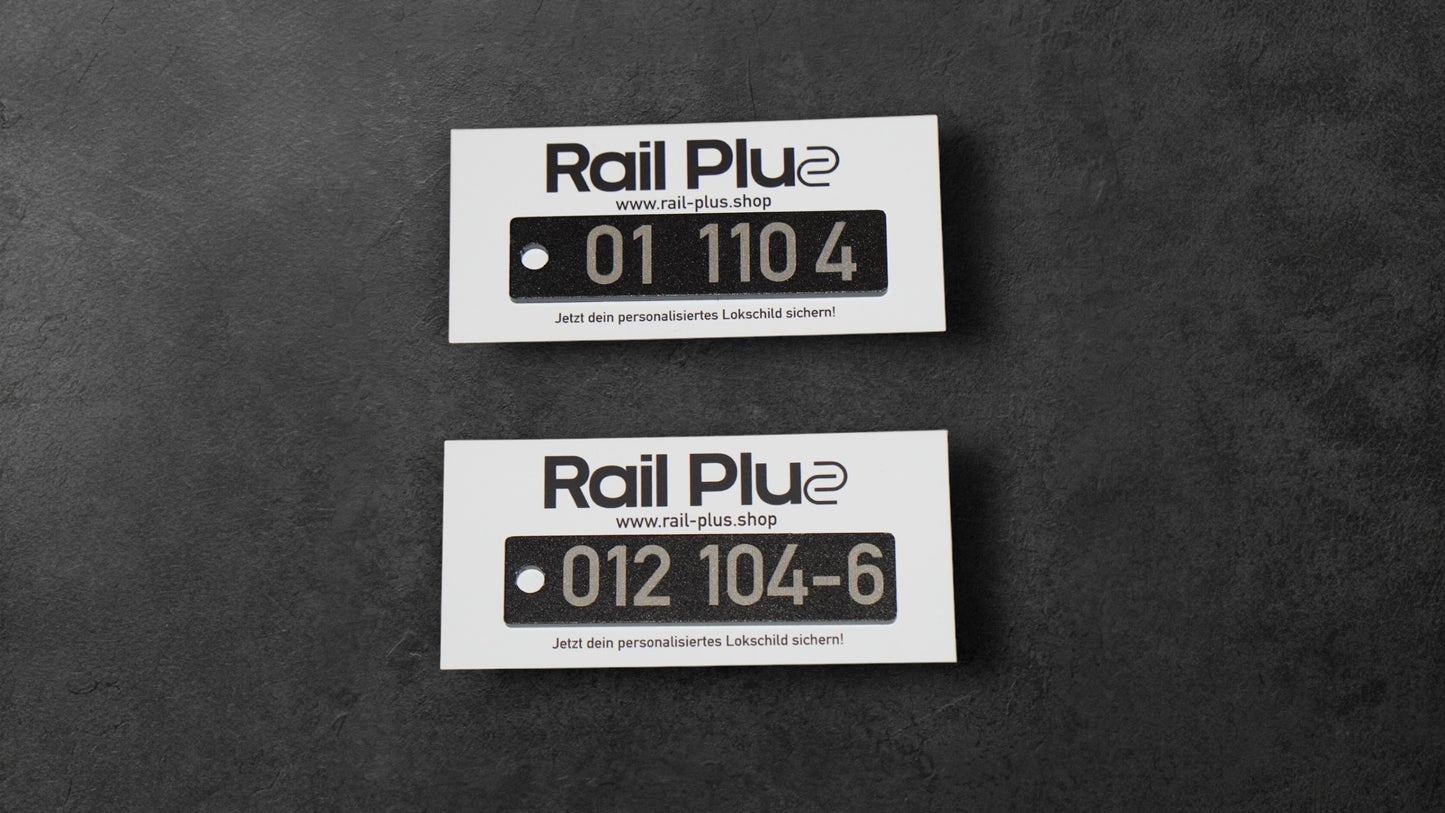 Rail Plus
www.rail-plus.shop
01 110 4
Jetzt dein personalisiertes Lokschild sichern!
Rail Plus
www.rail-plus.shop
012 104-6
Jetzt dein personalisiertes Lokschild sichern!